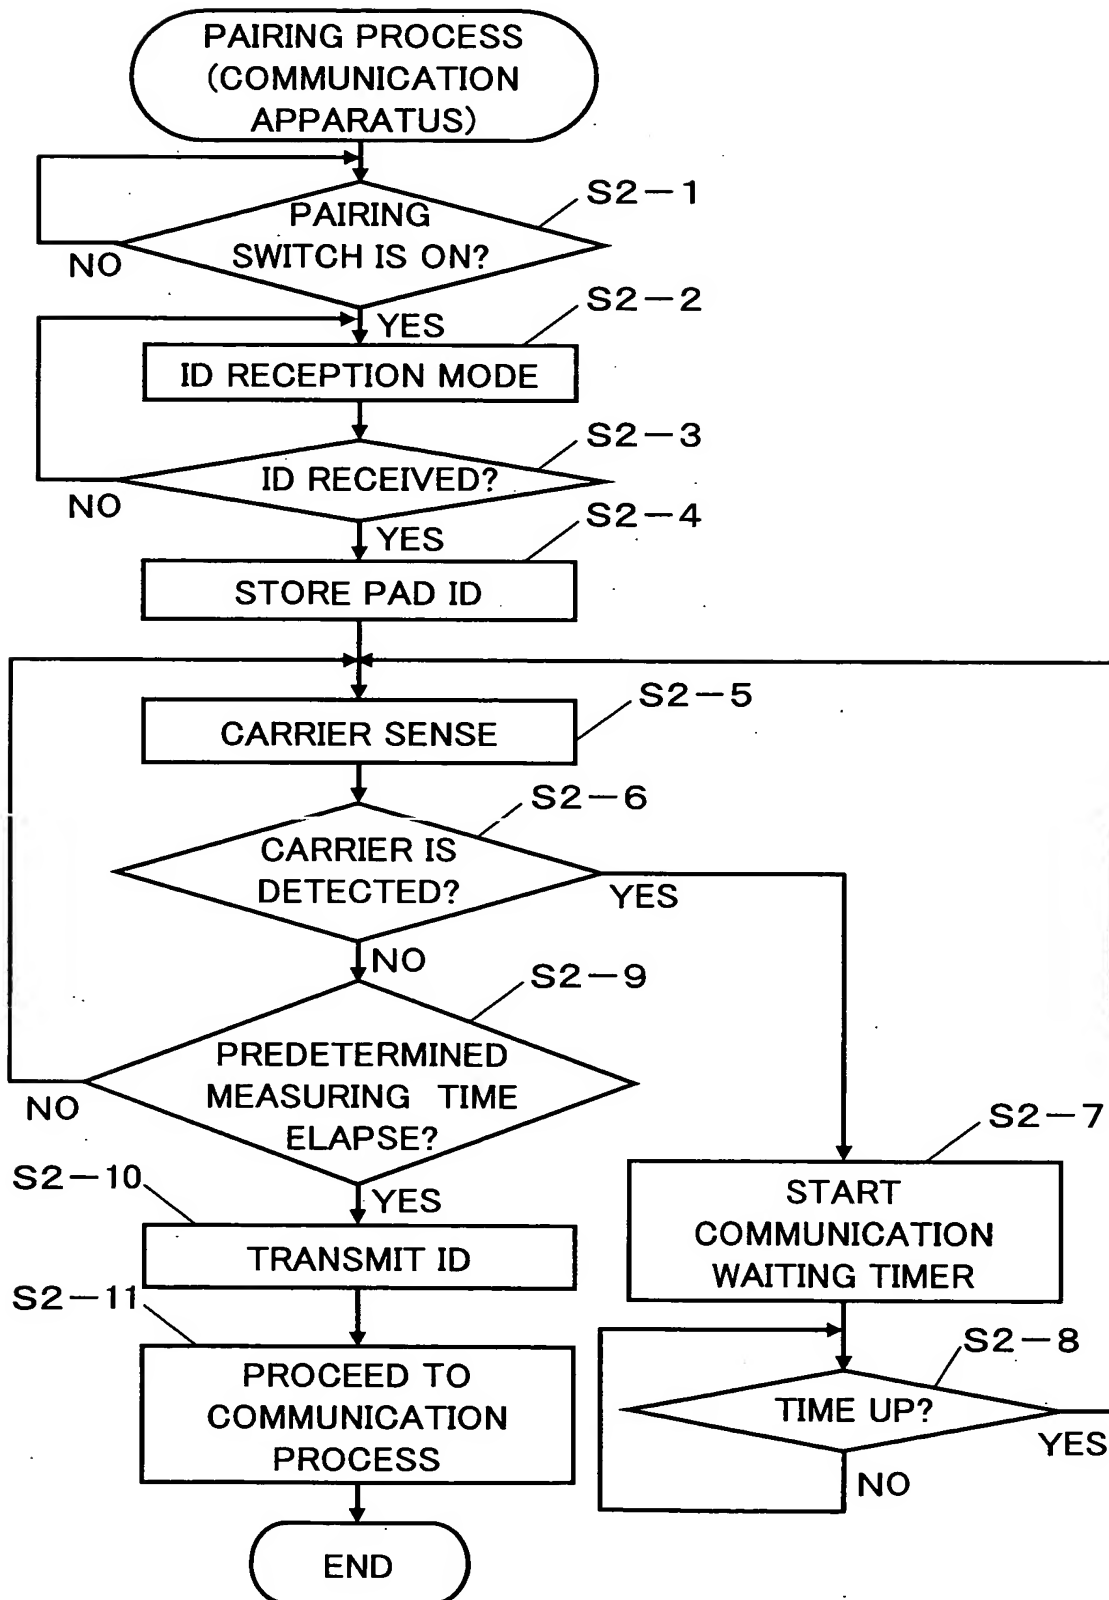 PAIRING PROCESS
(COMMUNICATION
APPARATUS)
S2-1
PAIRING
SWITCH IS ON?
NO
S2-2
YES
ID RECEPTION MODE
S2-3
ID RECEIVED?
NO
S2-4
YES
STORE PAD ID
S2-5
CARRIER SENSE
S2-6
CARRIER IS
DETECTED?
YES
NO
S2-9
PREDETERMINED
MEASURING TIME
ELAPSE?
NO
S2-7
S2-10
YES
START
COMMUNICATION
WAITING TIMER
TRANSMIT ID
S2-11
S2-8
PROCEED TO
COMMUNICATION
PROCESS
TIME UP?
YES
NO
END